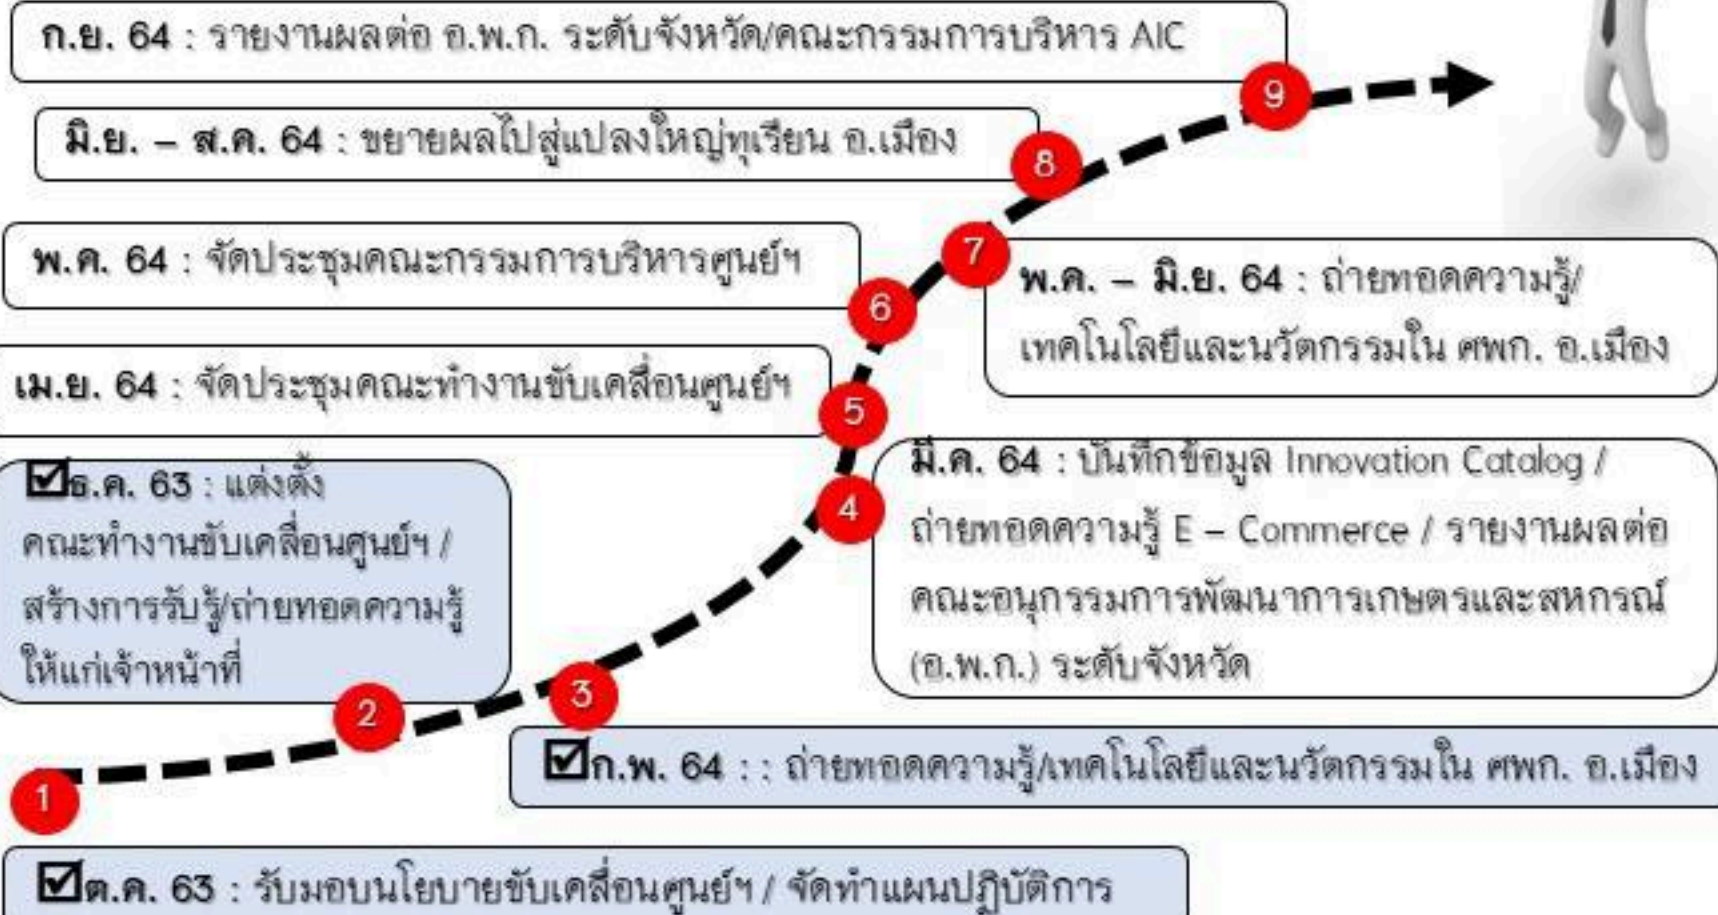 ก.ย. 64 : รายงานผลต่อ อ.พ.ก. ระดับจังหวัด/คณะกรรมการบริหาร AIC
9
มิ.ย. – ส.ค. 64 : ขยายผลไปสู่แปลงใหญ่ทุเรียน อ.เมือง
8
พ.ค. 64 : จัดประชุมคณะกรรมการบริหารศูนย์ฯ
6
7
พ.ค. – มิ.ย. 64 : ถ่ายทอดความรู้/
เทคโนโลยีและนวัตกรรมใน ศพก. อ.เมือง
เม.ย. 64 : จัดประชุมคณะทำงานขับเคลื่อนศูนย์ฯ
5
4
มี.ค. 64 : บันทึกข้อมูล Innovation Catalog /
ถ่ายทอดความรู้ E – Commerce / รายงานผลต่อ
คณะอนุกรรมการพัฒนาการเกษตรและสหกรณ์
(อ.พ.ก.) ระดับจังหวัด
☑ธ.ค. 63 : แต่งตั้ง
คณะทำงานขับเคลื่อนศูนย์ฯ /
สร้างการรับรู้/ถ่ายทอดความรู้
ให้แก่เจ้าหน้าที่
2
3
☑ก.พ. 64 : : ถ่ายทอดความรู้/เทคโนโลยีและนวัตกรรมใน ศพก. อ.เมือง
1
☑ต.ค. 63 : รับมอบนโยบายขับเคลื่อนศูนย์ฯ / จัดทำแผนปฏิบัติการ